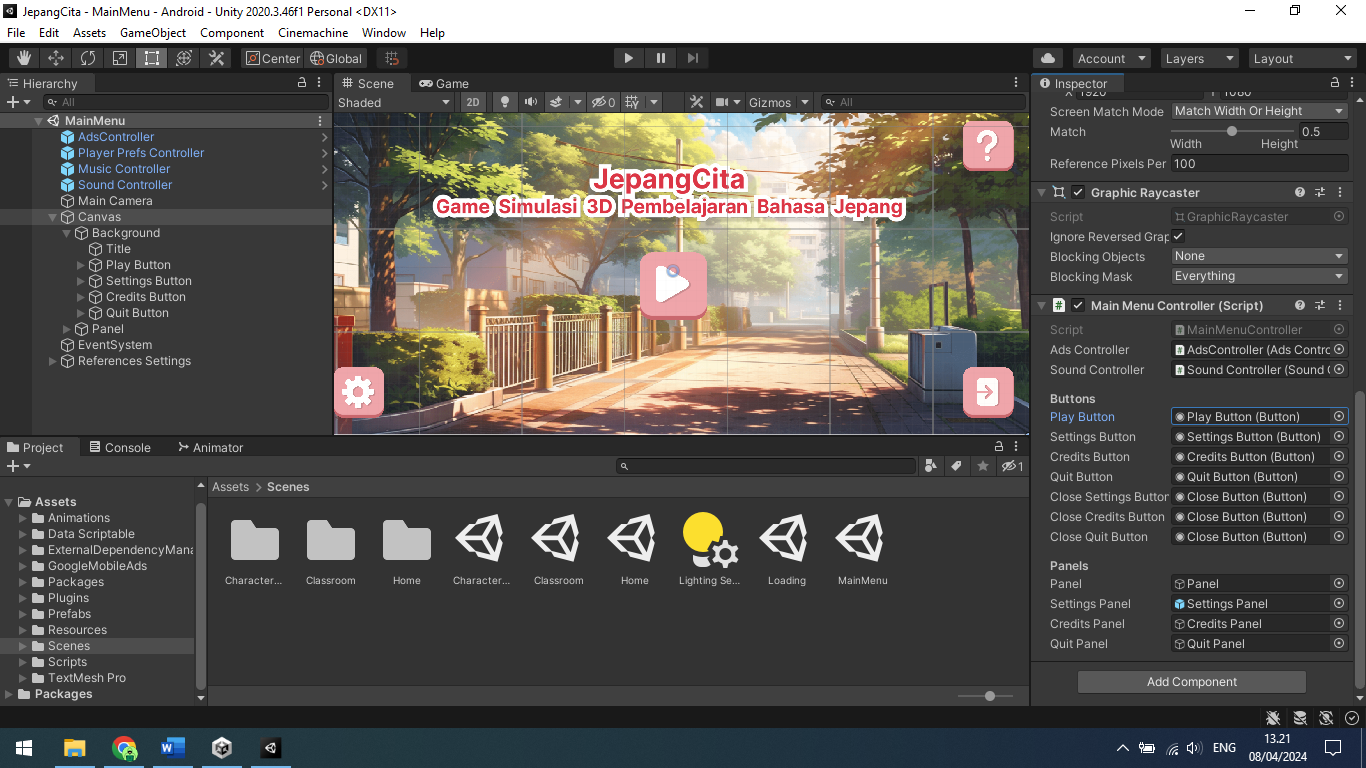 JepangCita - MainMenu - Android - Unity 2020.3.46f1 Personal <DX11>
File Edit Assets GameObject Component Cinemachine Window Help
Center Global Account Layers Layout
Hierarchy
All
MainMenu
AdsController
Player Prefs Controller
Music Controller
Sound Controller
Main Camera
Canvas
Background
Title
Play Button
Settings Button
Credits Button
Quit Button
Panel
EventSystem
References Settings
Scene Game
Shaded 2D 0 Gizmos All
?
JepangCita
Game Simulasi 3D Pembelajaran Bahasa Jepang
Inspector
X 1920 Y 1080
Screen Match Mode Match Width Or Height
Match 0.5
Width Height
Reference Pixels Per 100
Graphic Raycaster
Script GraphicRaycaster
Ignore Reversed Grap
Blocking Objects None
Blocking Mask Everything
# Main Menu Controller (Script)
Script MainMenuController
Ads Controller AdsController (Ads Contro
Sound Controller Sound Controller (Sound C
Buttons
Play Button Play Button (Button)
Settings Button Settings Button (Button)
Credits Button Credits Button (Button)
Quit Button Quit Button (Button)
Close Settings Button Close Button (Button)
Close Credits Button Close Button (Button)
Close Quit Button Close Button (Button)
Panels
Panel Panel
Settings Panel Settings Panel
Credits Panel Credits Panel
Quit Panel Quit Panel
Add Component
Project Console Animator
1
Assets
Animations
Data Scriptable
ExternalDependencyMana
GoogleMobileAds
Packages
Plugins
Prefabs
Resources
Scenes
Scripts
TextMesh Pro
Packages
Assets > Scenes
Character... Classroom Home Character... Classroom Home Lighting Se... Loading MainMenu
ENG
13.21
08/04/2024